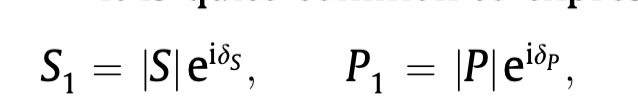 S₁ = |S| e^{iδ_S}, P₁ = |P| e^{iδ_P},